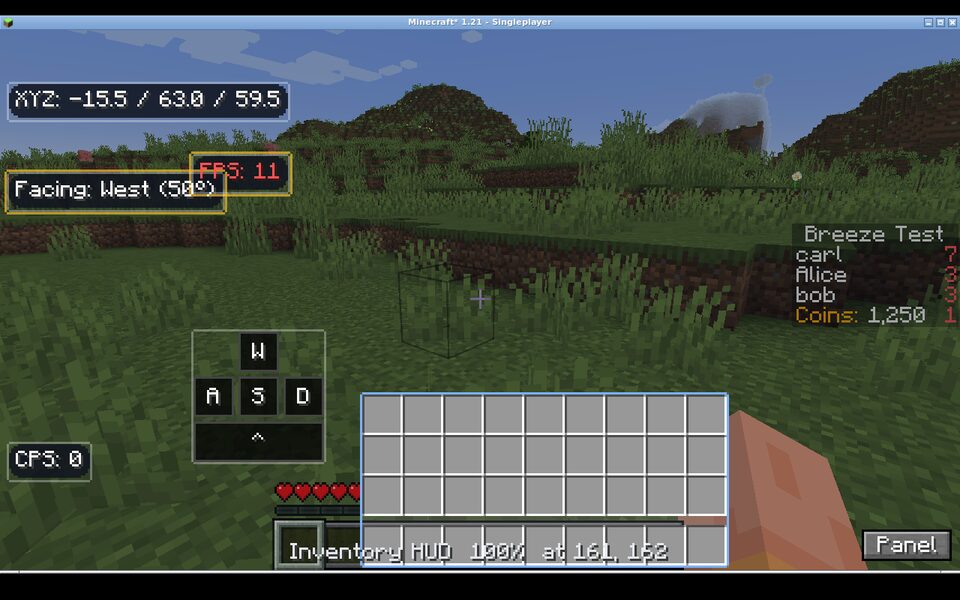 Minecraft* 1.21 - Singleplayer
XYZ: -15.5 / 63.0 / 59.5
FPS: 11
Facing: West (50°)
Breeze Test
carl 7
Alice 3
bob 3
Coins: 1,250 1
W
A S D
^
CPS: 0
Inventory HUD 100% at 161, 162
Panel